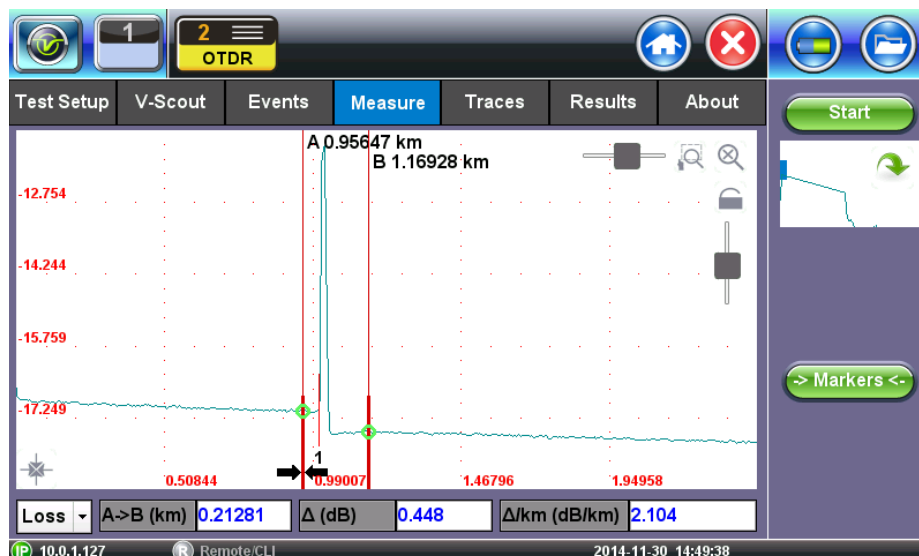 1
2
OTDR
Test Setup V-Scout Events Measure Traces Results About
Start
A 0.95647 km
B 1.16928 km
-12.754
-14.244
-15.759
-> Markers <-
-17.249
1
0.50844 0.99007 1.46796 1.94958
Loss A->B (km) 0.21281 Δ (dB) 0.448 Δ/km (dB/km) 2.104
IP 10.0.1.127 R Remote/CLI 2014-11-30 14:49:38